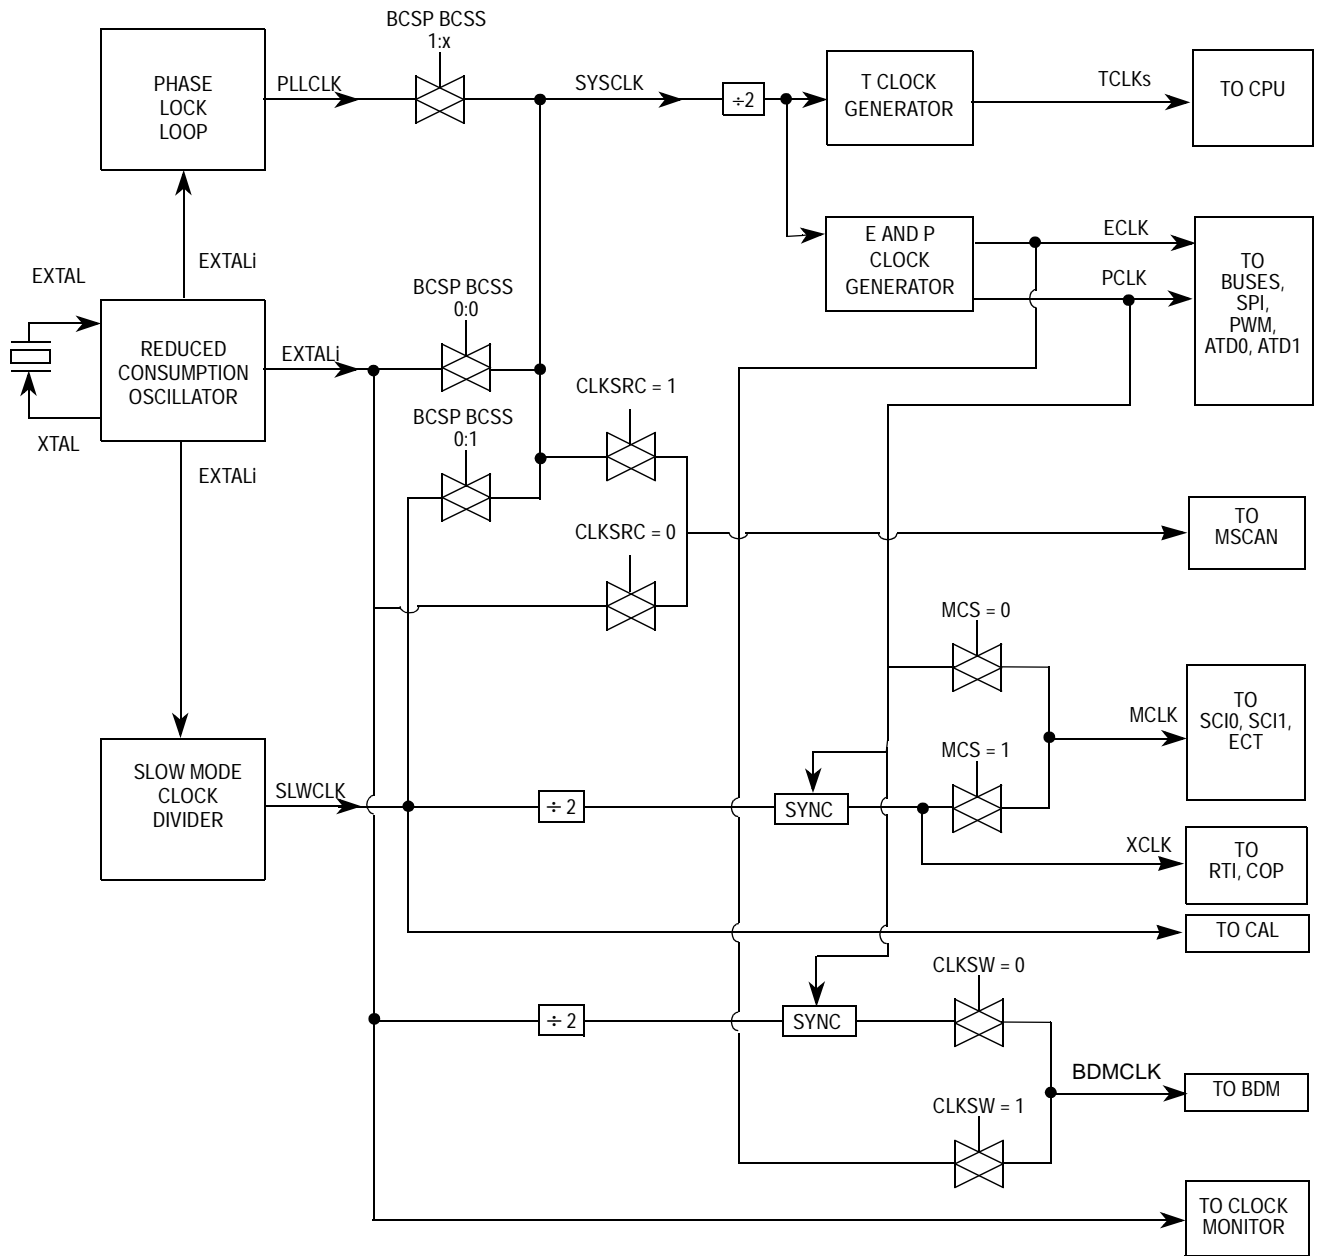 BCSP BCSS
1:x
PHASE
LOCK
LOOP
PLLCLK
SYSCLK
÷2
T CLOCK
GENERATOR
TCLKs
TO CPU
EXTALi
E AND P
CLOCK
GENERATOR
ECLK
PCLK
TO
BUSES,
SPI,
PWM,
ATD0, ATD1
EXTAL
XTAL
REDUCED
CONSUMPTION
OSCILLATOR
EXTALi
BCSP BCSS
0:0
BCSP BCSS
0:1
CLKSRC = 1
CLKSRC = 0
EXTALi
TO
MSCAN
MCS = 0
MCS = 1
MCLK
TO
SCI0, SCI1,
ECT
SLOW MODE
CLOCK
DIVIDER
SLWCLK
÷ 2
SYNC
XCLK
TO
RTI, COP
TO CAL
÷ 2
SYNC
CLKSW = 0
CLKSW = 1
BDMCLK
TO BDM
TO CLOCK
MONITOR